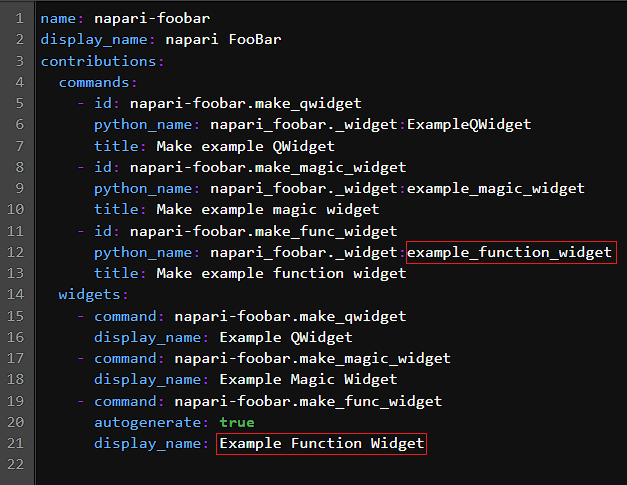 1 name: napari-foobar
2 display_name: napari FooBar
3 contributions:
4   commands:
5     - id: napari-foobar.make_qwidget
6       python_name: napari_foobar._widget:ExampleQWidget
7       title: Make example QWidget
8     - id: napari-foobar.make_magic_widget
9       python_name: napari_foobar._widget:example_magic_widget
10       title: Make example magic widget
11     - id: napari-foobar.make_func_widget
12       python_name: napari_foobar._widget:example_function_widget
13       title: Make example function widget
14   widgets:
15     - command: napari-foobar.make_qwidget
16       display_name: Example QWidget
17     - command: napari-foobar.make_magic_widget
18       display_name: Example Magic Widget
19     - command: napari-foobar.make_func_widget
20       autogenerate: true
21       display_name: Example Function Widget
22